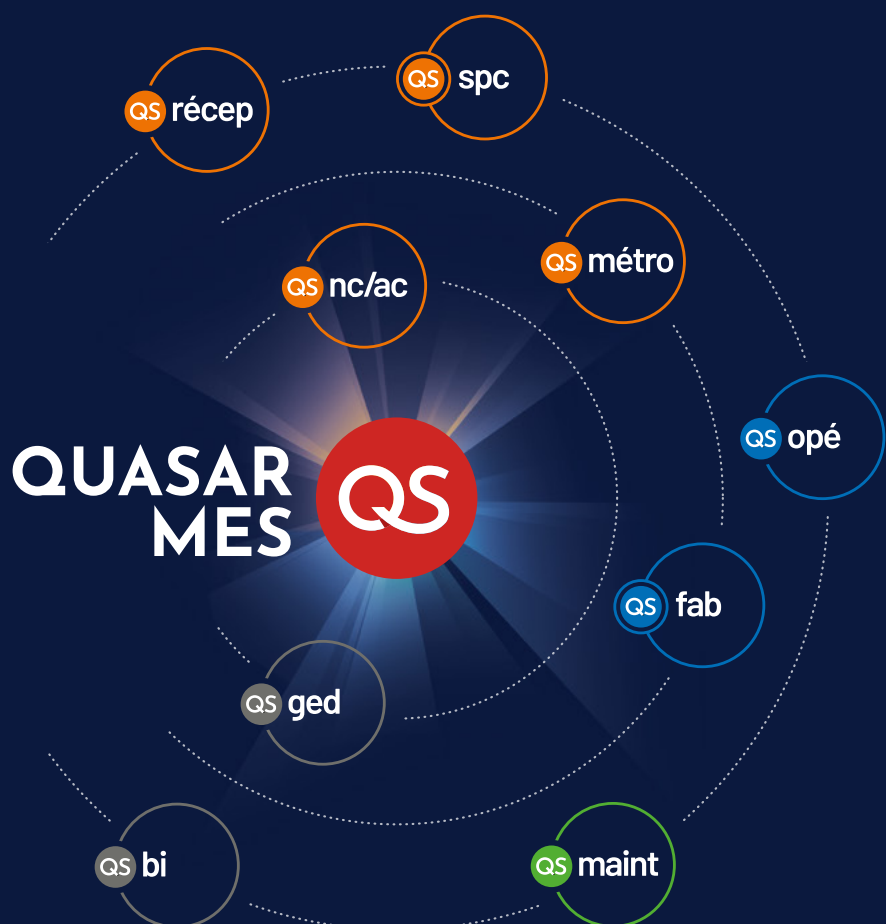 QS spc
QS récep
QS métro
QS nc/ac
QS opé
QUASAR
MES
QS
QS fab
QS ged
QS bi
QS maint